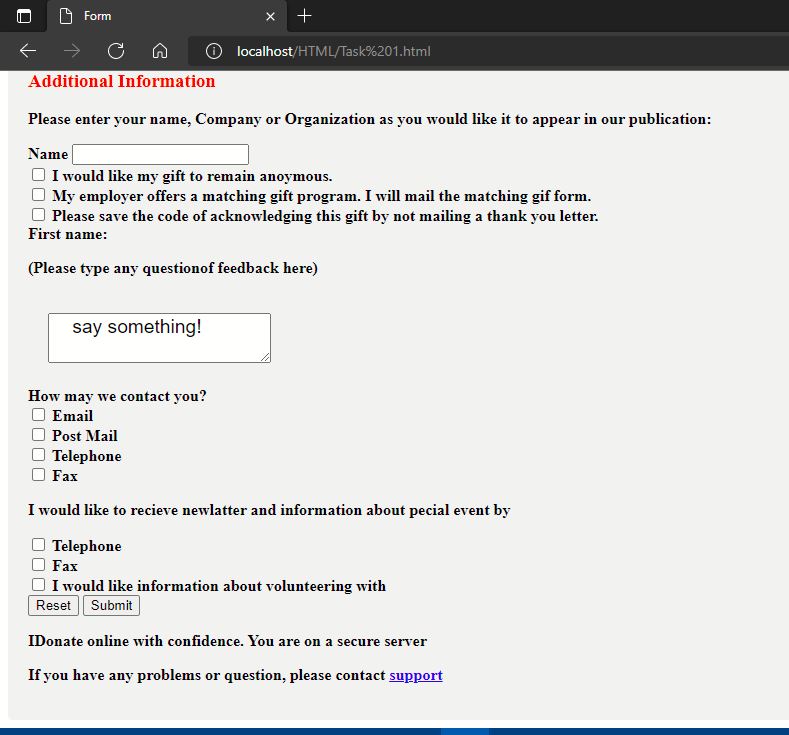 Form
localhost/HTML/Task%201.html
Additional Information
Please enter your name, Company or Organization as you would like it to appear in our publication:
Name
I would like my gift to remain anoymous.
My employer offers a matching gift program. I will mail the matching gif form.
Please save the code of acknowledging this gift by not mailing a thank you letter.
First name:
(Please type any questionof feedback here)
say something!
How may we contact you?
Email
Post Mail
Telephone
Fax
I would like to recieve newlatter and information about pecial event by
Telephone
Fax
I would like information about volunteering with
Reset Submit
IDonate online with confidence. You are on a secure server
If you have any problems or question, please contact support